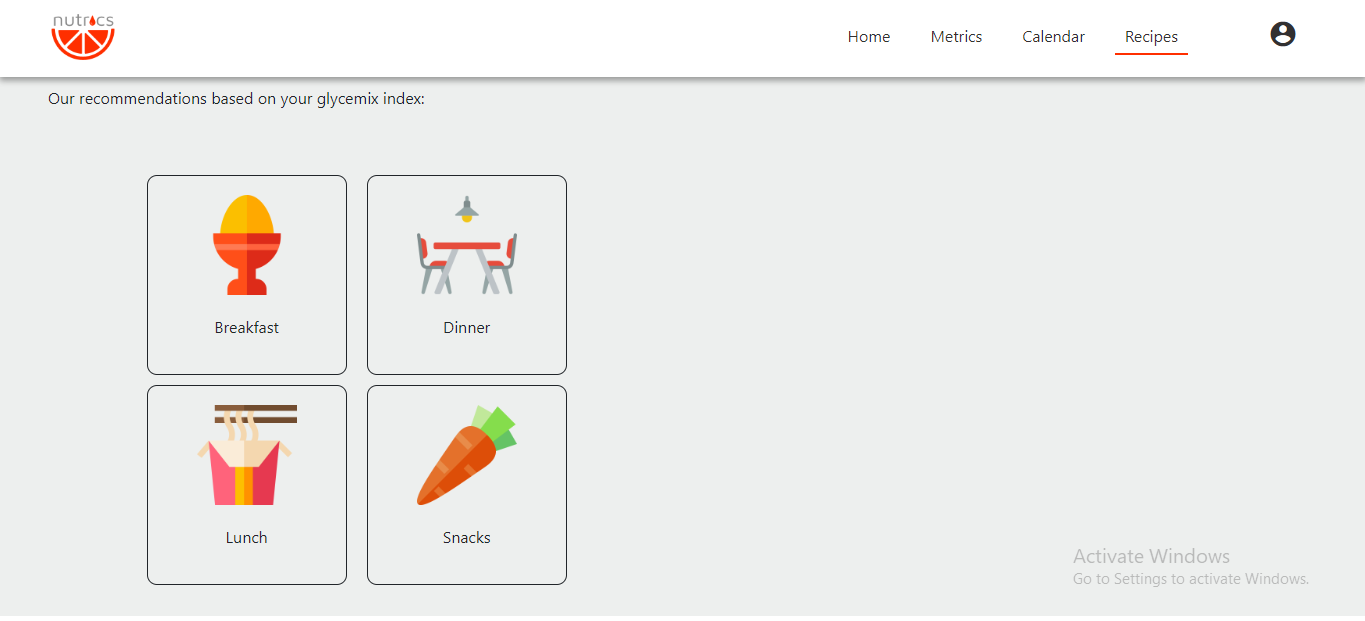 nutrics
Home Metrics Calendar Recipes
Our recommendations based on your glycemix index:
Breakfast
Dinner
Lunch
Snacks
Activate Windows
Go to Settings to activate Windows.